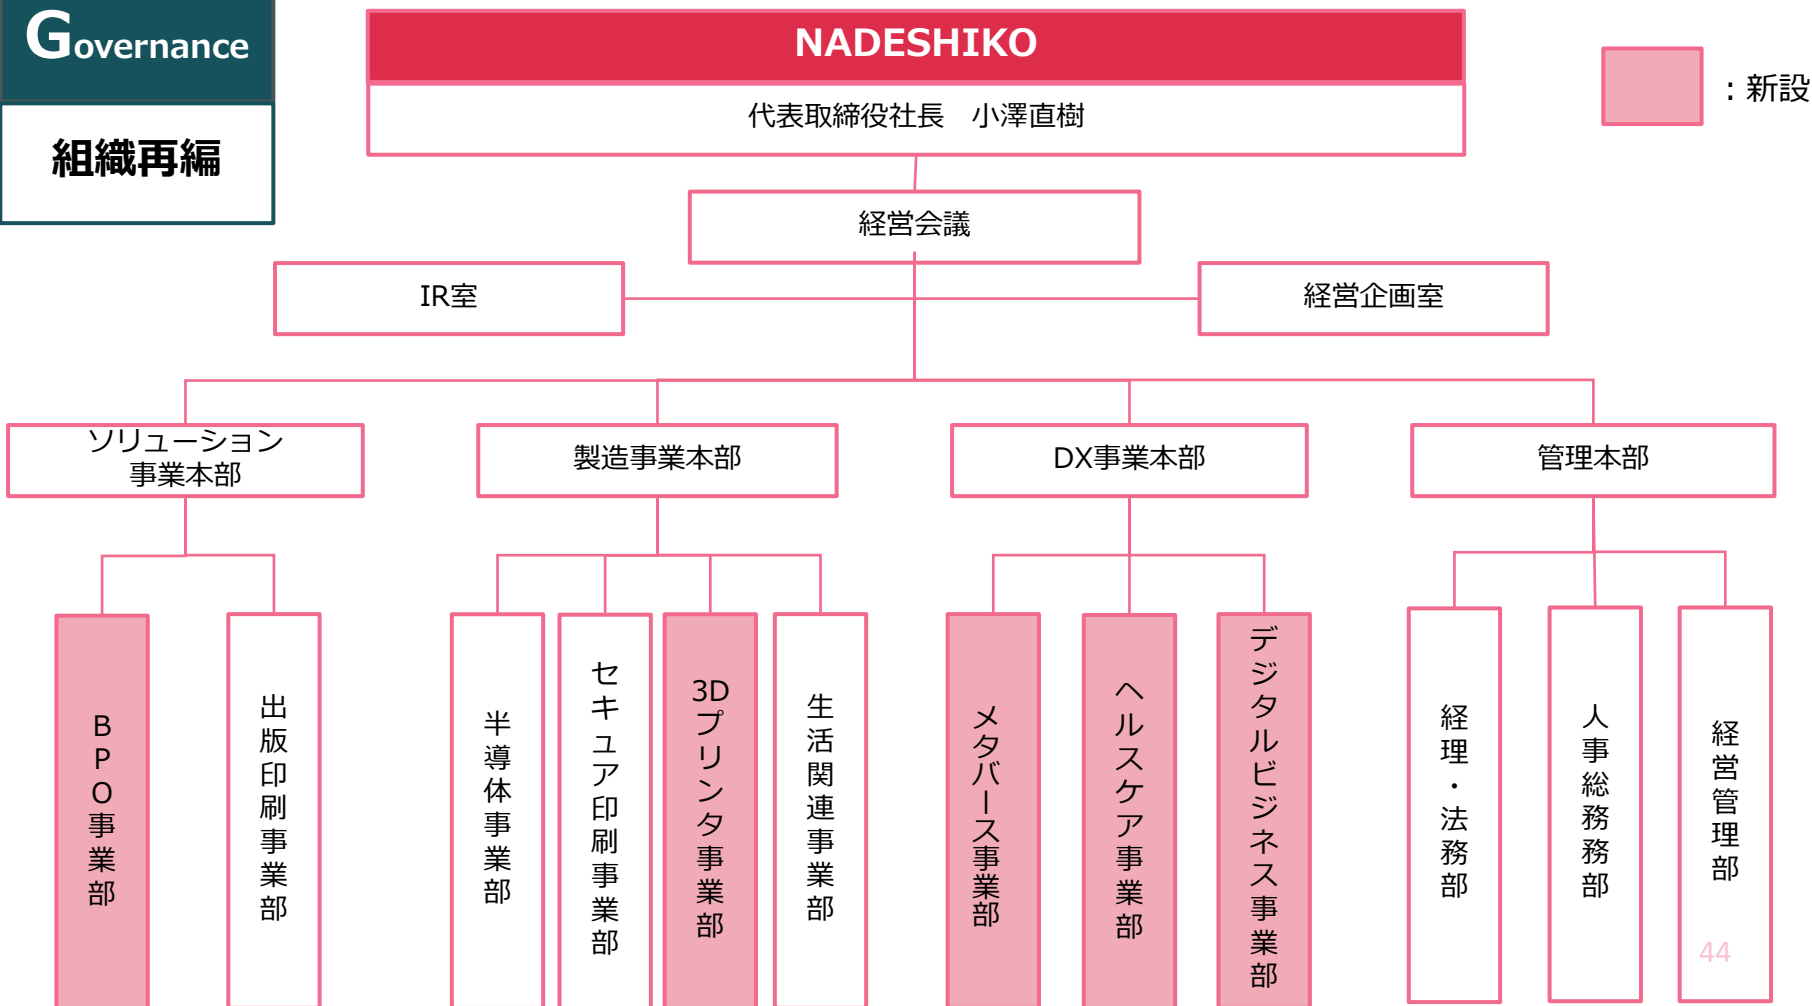 Governance
組織再編
NADESHIKO
代表取締役社長　小澤直樹
：新設
経営会議
IR室
経営企画室
ソリューション
事業本部
製造事業本部
DX事業本部
管理本部
BPO事業部
出版印刷事業部
半導体事業部
セキュア印刷事業部
3Dプリンタ事業部
生活関連事業部
メタバース事業部
ヘルスケア事業部
デジタルビジネス事業部
経理・法務部
人事総務務部
経営管理部
44